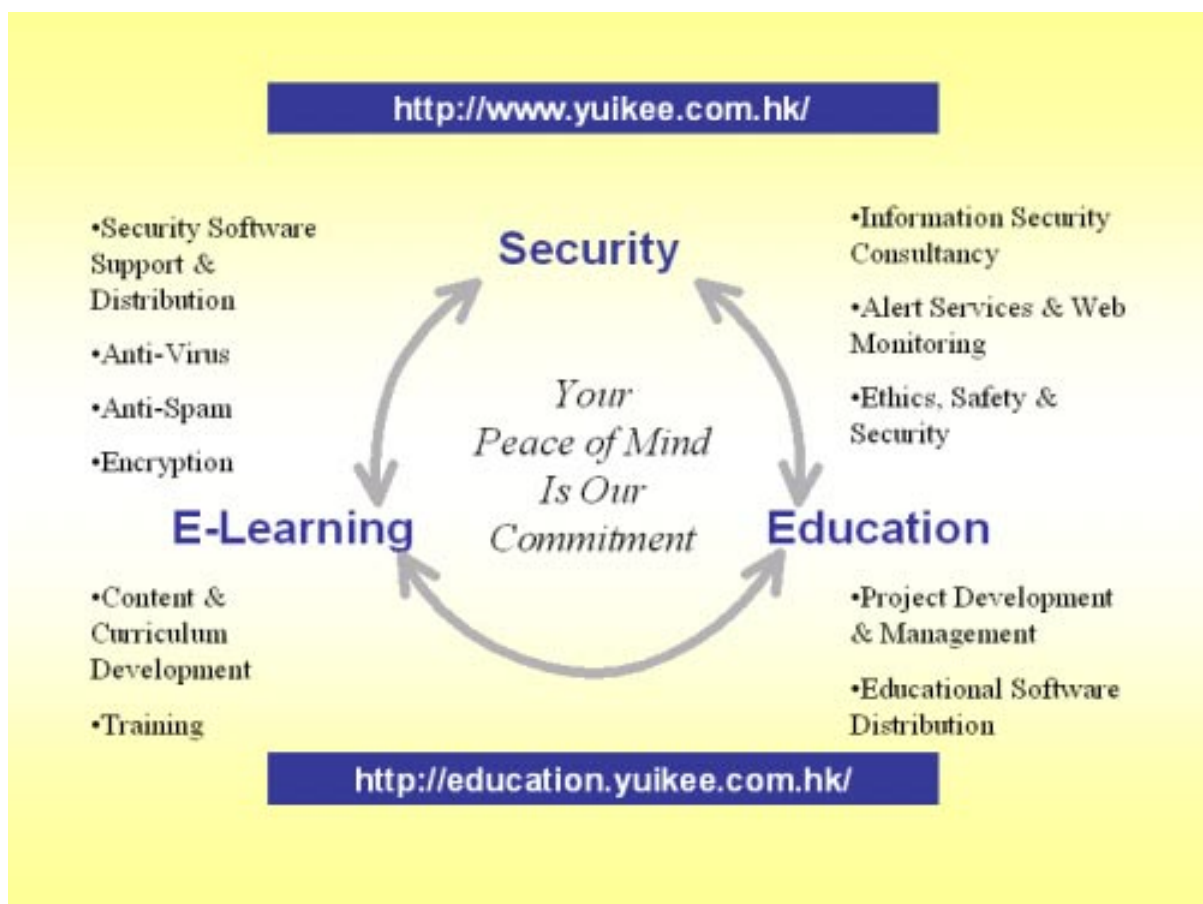 http://www.yuikee.com.hk/
•Security Software
Support &
Distribution
•Anti-Virus
•Anti-Spam
•Encryption
Security
•Information Security
Consultancy
•Alert Services & Web
Monitoring
•Ethics, Safety &
Security
Your
Peace of Mind
Is Our
Commitment
E-Learning
Education
•Content &
Curriculum
Development
•Training
•Project Development
& Management
•Educational Software
Distribution
http://education.yuikee.com.hk/